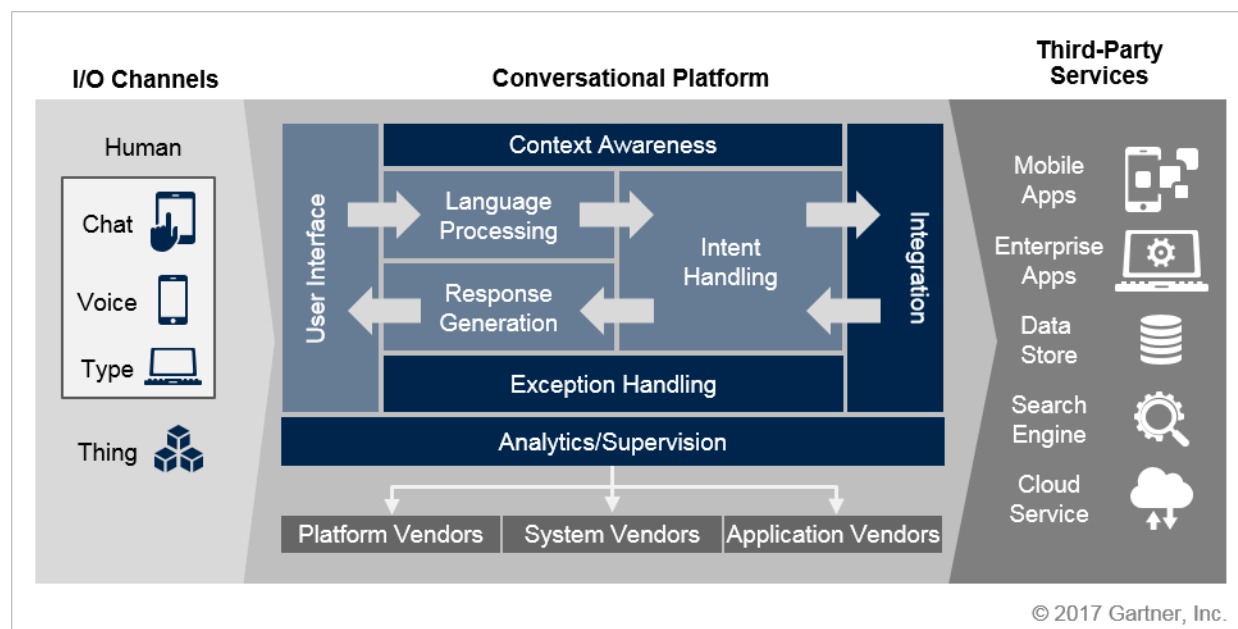 I/O Channels
Conversational Platform
Third-Party
Services
Human
Chat
Voice
Type
Thing
User Interface
Context Awareness
Language
Processing
Intent
Handling
Response
Generation
Exception Handling
Integration
Analytics/Supervision
Platform Vendors
System Vendors
Application Vendors
Mobile
Apps
Enterprise
Apps
Data
Store
Search
Engine
Cloud
Service
© 2017 Gartner, Inc.